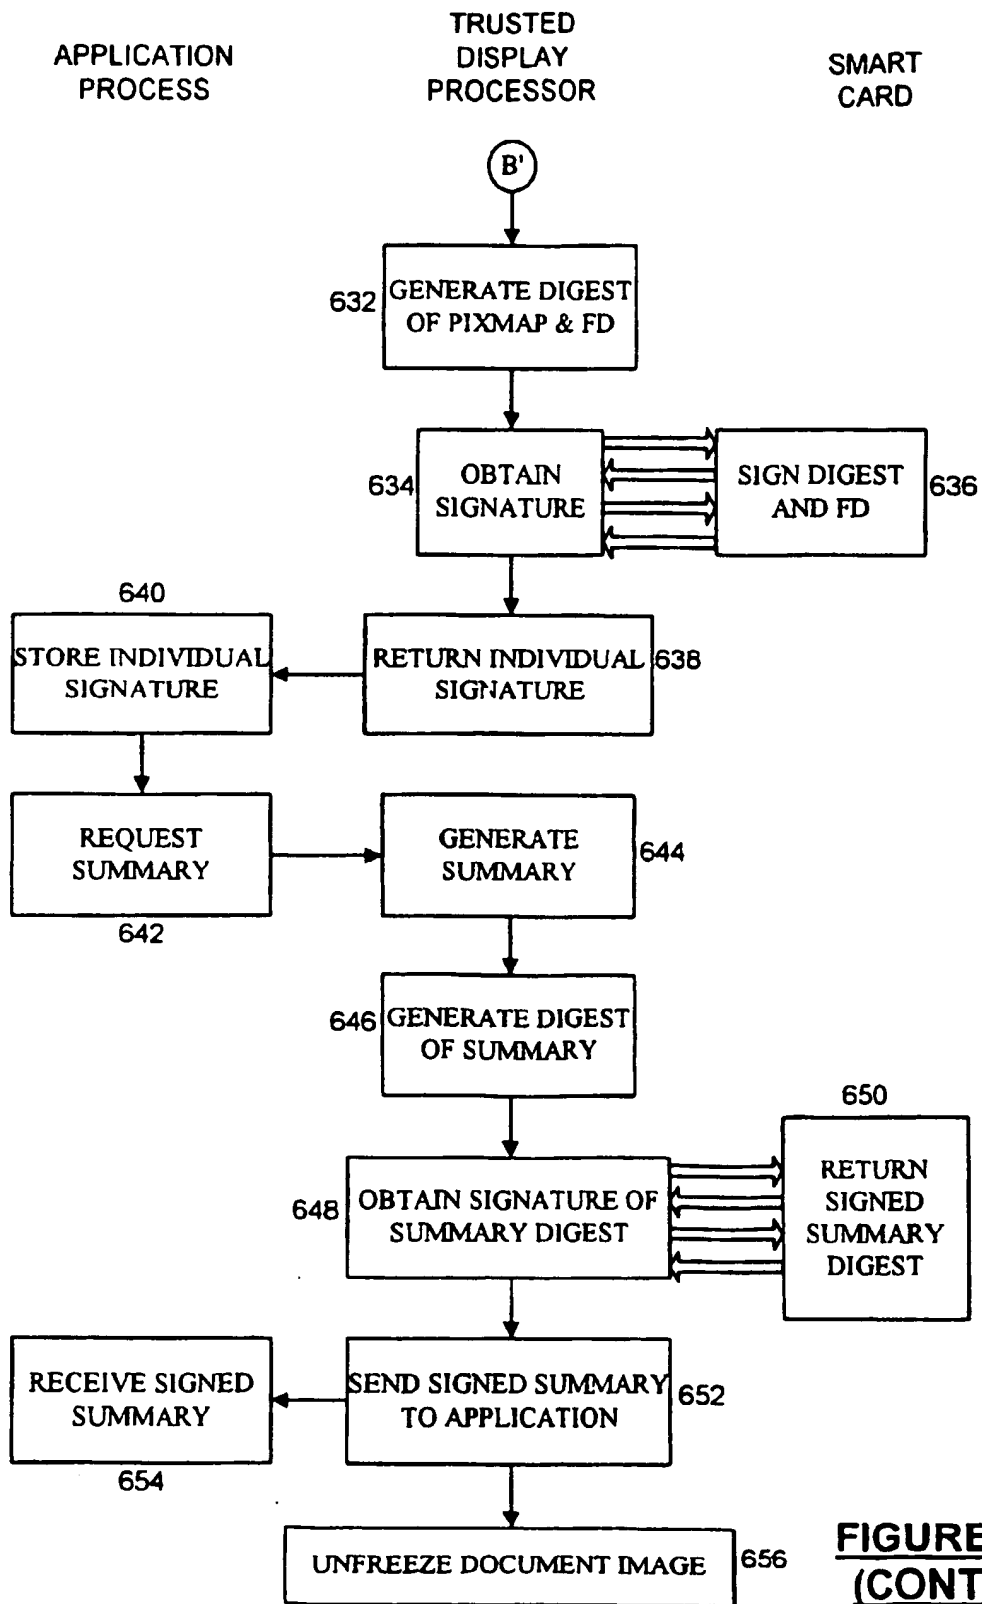 APPLICATION
PROCESS
TRUSTED
DISPLAY
PROCESSOR
SMART
CARD
B'
632
GENERATE DIGEST
OF PIXMAP & FD
634
OBTAIN
SIGNATURE
SIGN DIGEST
AND FD
636
640
STORE INDIVIDUAL
SIGNATURE
RETURN INDIVIDUAL
SIGNATURE
638
REQUEST
SUMMARY
642
GENERATE
SUMMARY
644
646
GENERATE DIGEST
OF SUMMARY
648
OBTAIN SIGNATURE OF
SUMMARY DIGEST
650
RETURN
SIGNED
SUMMARY
DIGEST
RECEIVE SIGNED
SUMMARY
654
SEND SIGNED SUMMARY
TO APPLICATION
652
UNFREEZE DOCUMENT IMAGE
656
FIGURE
(CONT